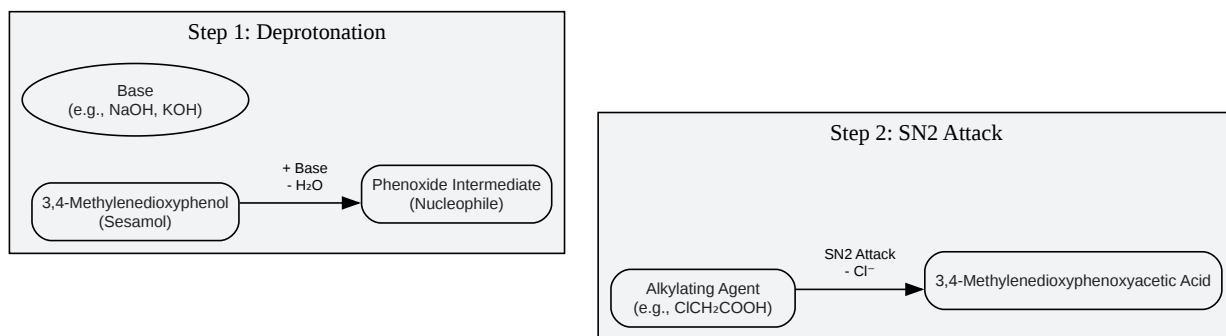 Step 1: Deprotonation
Base
(e.g., NaOH, KOH)
3,4-Methylenedioxyphenol
(Sesamol)
+ Base
- H₂O
Phenoxide Intermediate
(Nucleophile)
Step 2: SN2 Attack
Alkylating Agent
(e.g., ClCH₂COOH)
SN2 Attack
- Cl⁻
3,4-Methylenedioxyphenoxyacetic Acid